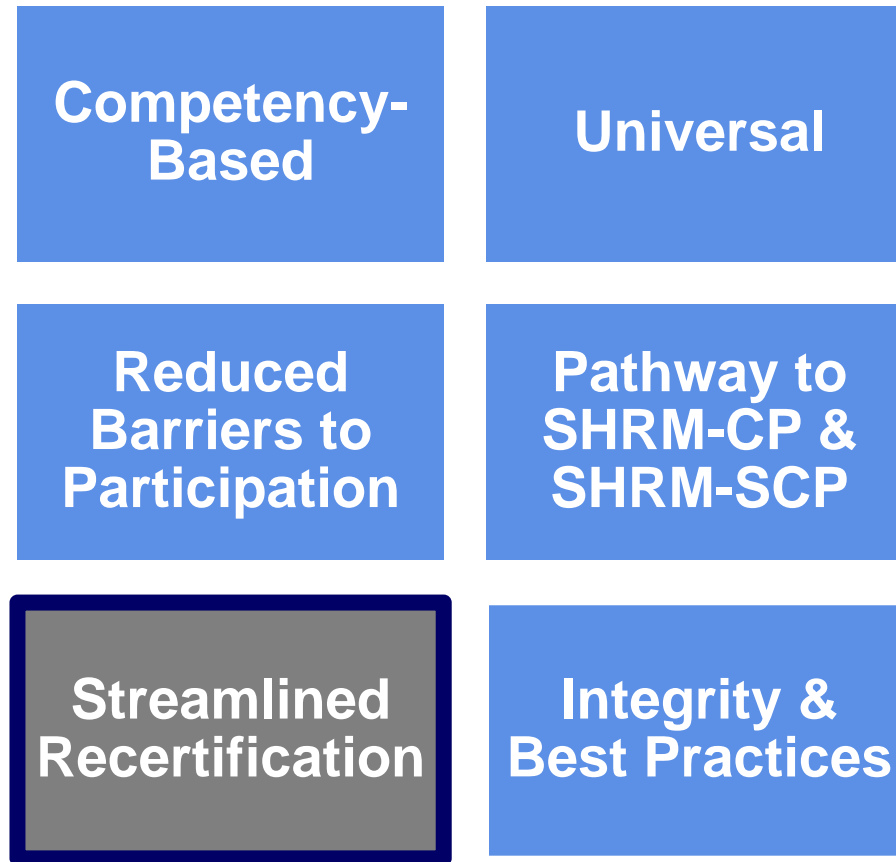 Competency-
Based
Universal
Reduced
Barriers to
Participation
Pathway to
SHRM-CP &
SHRM-SCP
Streamlined
Recertification
Integrity &
Best Practices